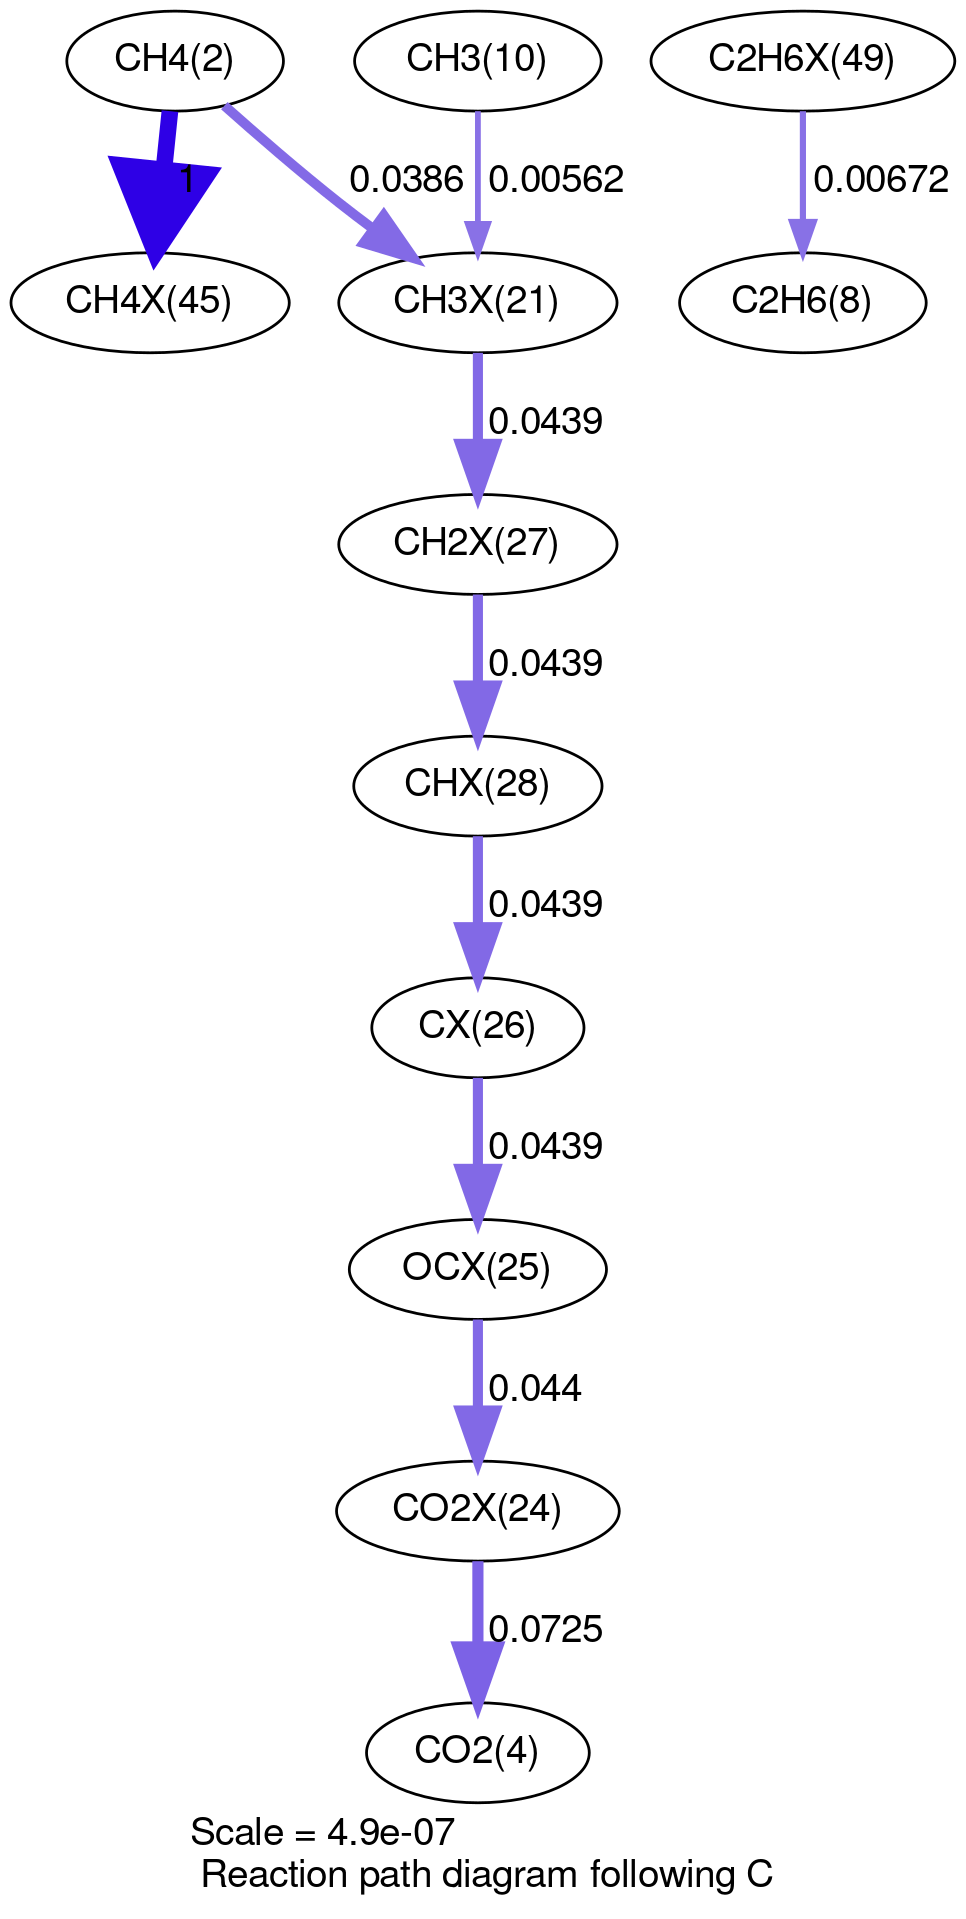 CH4(2)
CH3(10)
C2H6X(49)
1
0.0386
0.00562
0.00672
CH4X(45)
CH3X(21)
C2H6(8)
0.0439
CH2X(27)
0.0439
CHX(28)
0.0439
CX(26)
0.0439
OCX(25)
0.044
CO2X(24)
0.0725
CO2(4)
Scale = 4.9e-07
Reaction path diagram following C